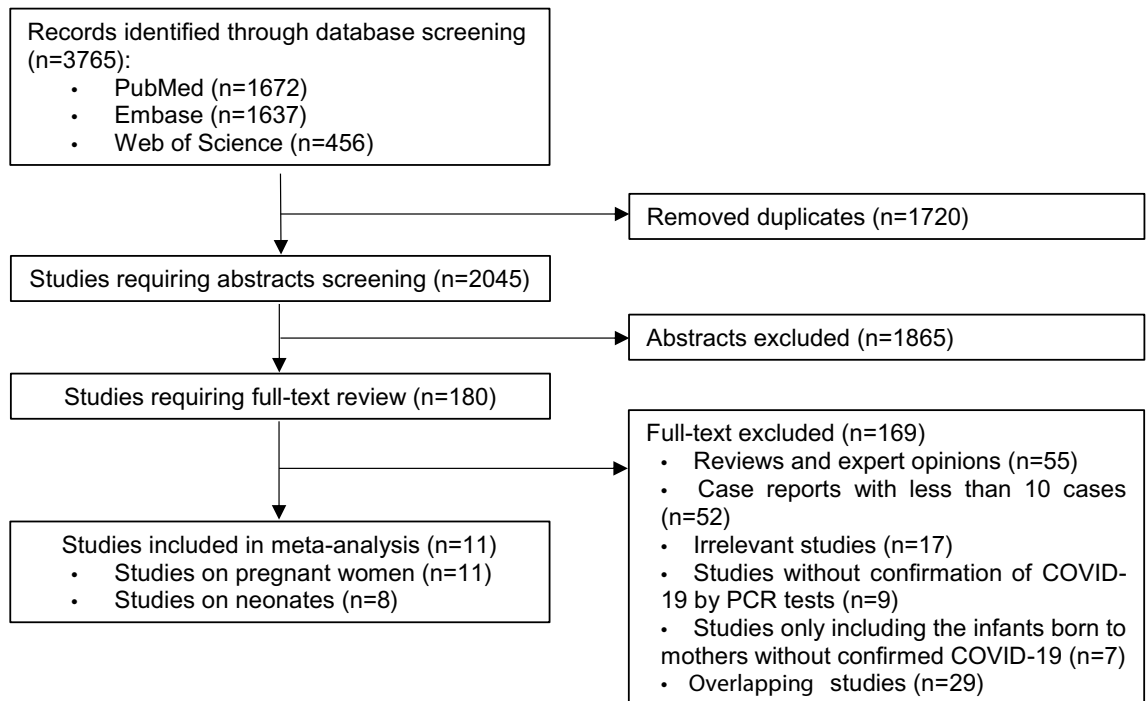 Records identified through database screening
(n=3765):
• PubMed (n=1672)
• Embase (n=1637)
• Web of Science (n=456)
Removed duplicates (n=1720)
Studies requiring abstracts screening (n=2045)
Abstracts excluded (n=1865)
Studies requiring full-text review (n=180)
Full-text excluded (n=169)
• Reviews and expert opinions (n=55)
• Case reports with less than 10 cases
(n=52)
• Irrelevant studies (n=17)
• Studies without confirmation of COVID-
19 by PCR tests (n=9)
• Studies only including the infants born to
mothers without confirmed COVID-19 (n=7)
• Overlapping studies (n=29)
Studies included in meta-analysis (n=11)
• Studies on pregnant women (n=11)
• Studies on neonates (n=8)